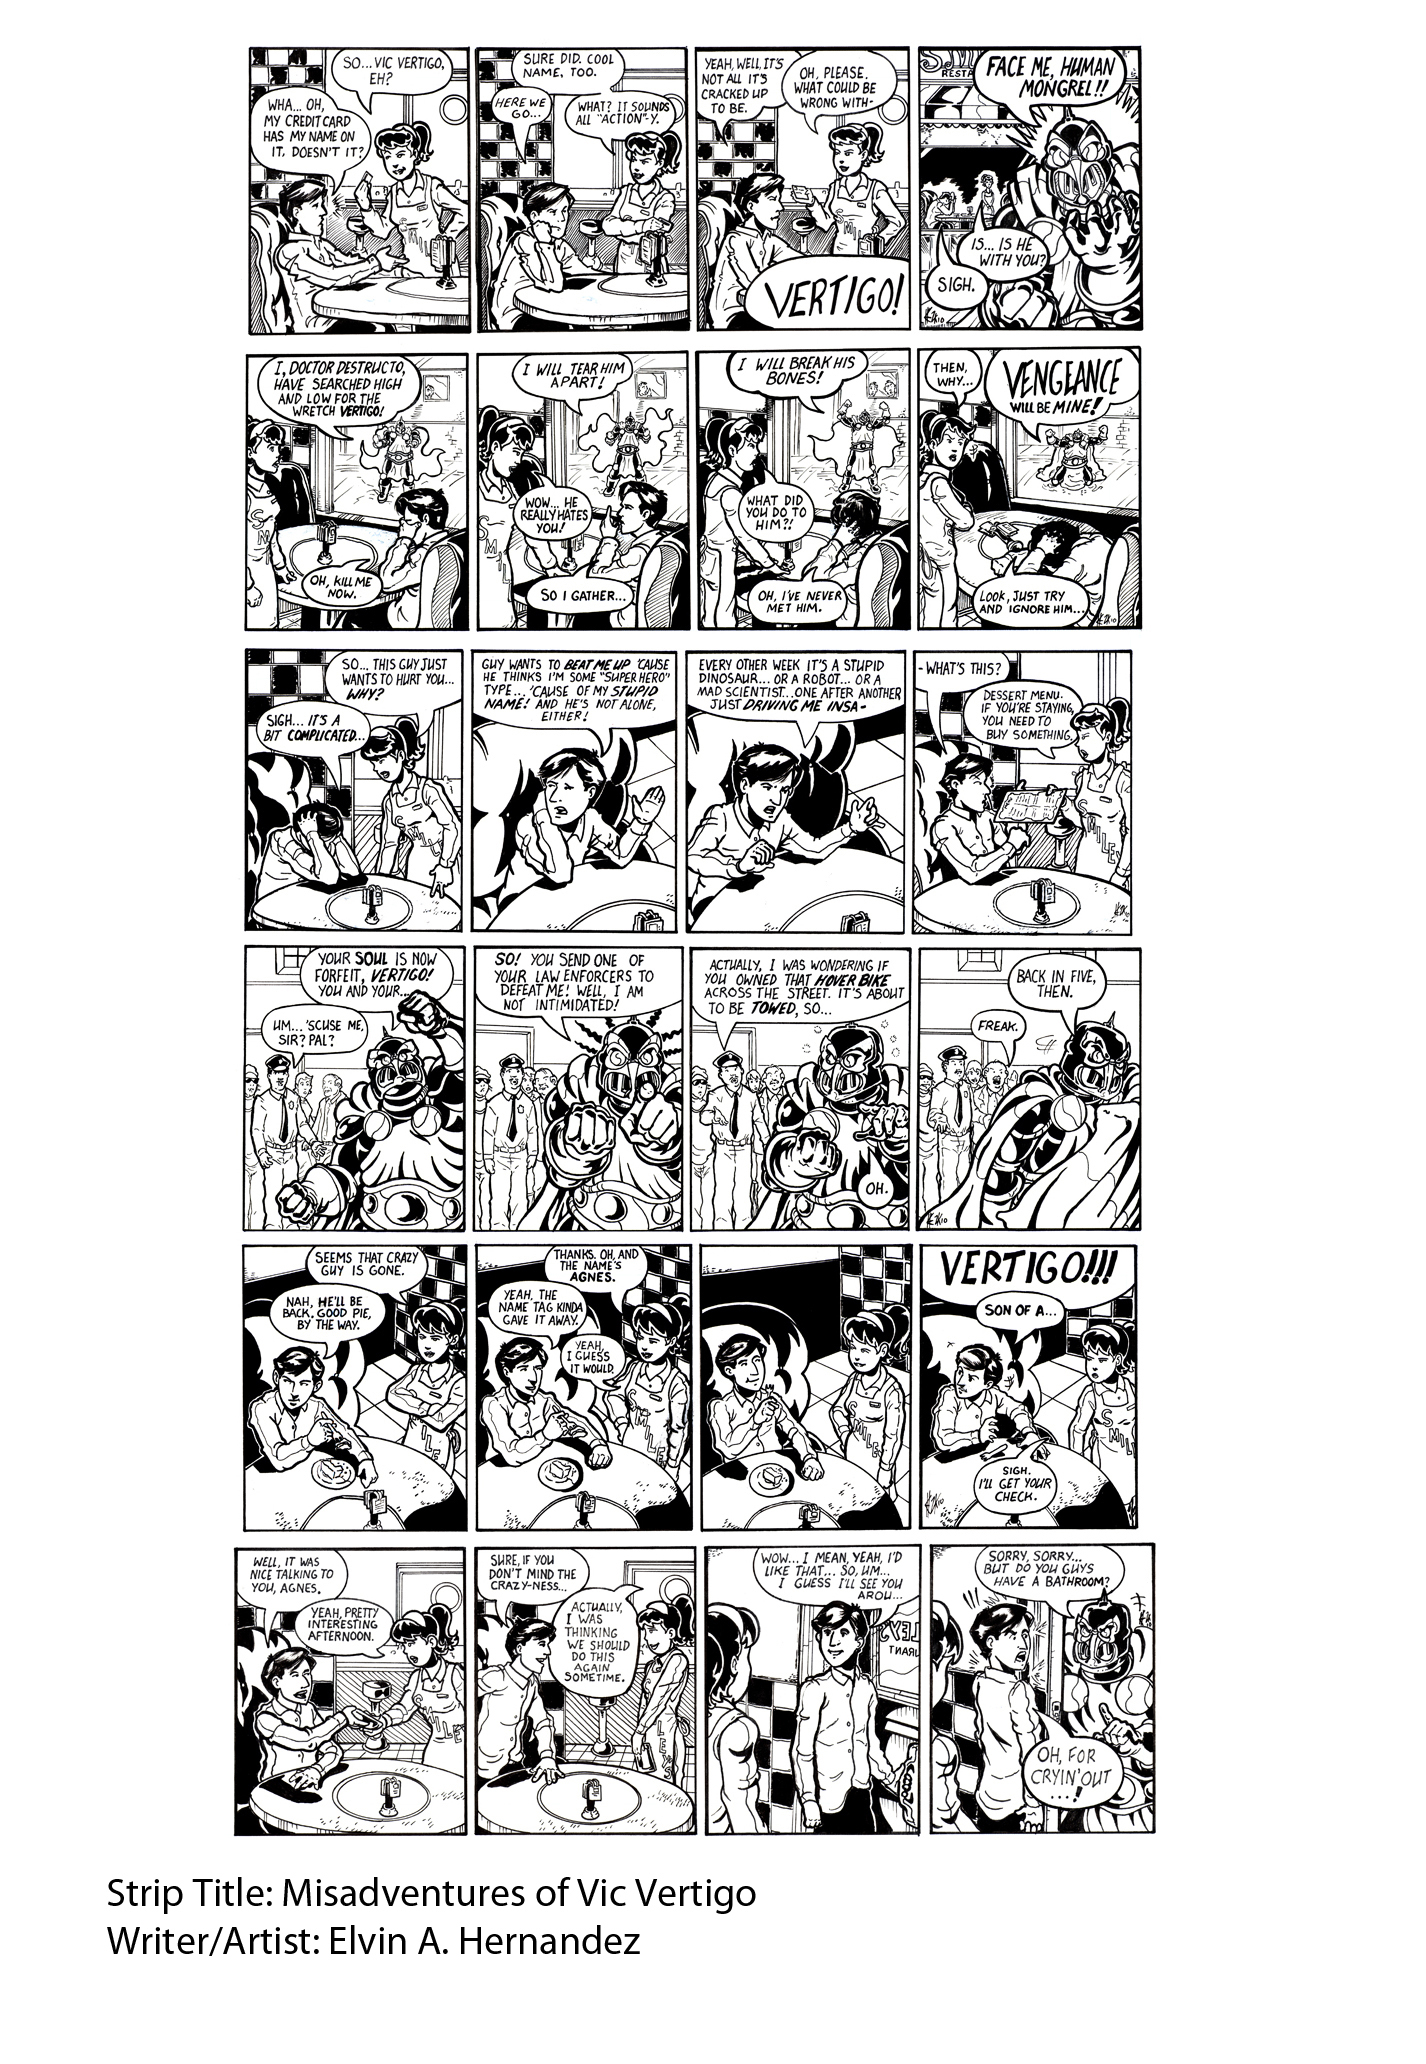 SO... VIC VERTIGO,
EH?
WHA... OH,
MY CREDIT CARD
HAS MY NAME ON
IT, DOESN'T IT?
SMILE
SURE DID. COOL
NAME, TOO.
HERE WE
GO...
WHAT? IT SOUNDS
ALL "ACTION"-Y.
YEAH, WELL, IT'S
NOT ALL IT'S
CRACKED UP
TO BE.
OH, PLEASE.
WHAT COULD BE
WRONG WITH-
SMILE
VERTIGO!
RESTA
FACE ME, HUMAN
MONGREL!!
IS... IS HE
WITH YOU?
SIGH.
I, DOCTOR DESTRUCTO,
HAVE SEARCHED HIGH
AND LOW FOR THE
WRETCH VERTIGO!
SM
OH, KILL ME
NOW.
I WILL TEAR HIM
APART!
WOW... HE
REALLY HATES
YOU!
SMILE
SO I GATHER...
I WILL BREAK HIS
BONES!
WHAT DID
YOU DO TO
HIM?!
OH, I'VE NEVER
MET HIM.
THEN,
WHY...
VENGEANCE
WILL BE MINE!
LOOK, JUST TRY
AND IGNORE HIM...
SO... THIS GUY JUST
WANTS TO HURT YOU...
WHY?
SIGH... IT'S A
BIT COMPLICATED...
SMILE
GUY WANTS TO BEAT ME UP 'CAUSE
HE THINKS I'M SOME "SUPER HERO"
TYPE... 'CAUSE OF MY STUPID
NAME! AND HE'S NOT ALONE,
EITHER!
EVERY OTHER WEEK IT'S A STUPID
DINOSAUR... OR A ROBOT... OR A
MAD SCIENTIST... ONE AFTER ANOTHER
JUST DRIVING ME INSA-
-WHAT'S THIS?
DESSERT MENU.
IF YOU'RE STAYING,
YOU NEED TO
BUY SOMETHING.
SMILE
YOUR SOUL IS NOW
FORFEIT, VERTIGO!
YOU AND YOUR...
UM... 'SCUSE ME,
SIR? PAL?
SO! YOU SEND ONE OF
YOUR LAW ENFORCERS TO
DEFEAT ME! WELL, I AM
NOT INTIMIDATED!
ACTUALLY, I WAS WONDERING IF
YOU OWNED THAT HOVER BIKE
ACROSS THE STREET. IT'S ABOUT
TO BE TOWED, SO...
OH.
BACK IN FIVE,
THEN.
FREAK.
SEEMS THAT CRAZY
GUY IS GONE.
NAH, HE'LL BE
BACK. GOOD PIE,
BY THE WAY.
ILE
THANKS. OH, AND
THE NAME'S
AGNES.
YEAH, THE
NAME TAG KINDA
GAVE IT AWAY.
YEAH,
I GUESS
IT WOULD.
SMILE
SMILE
VERTIGO!!!
SON OF A...
SMILE
SIGH.
I'LL GET YOUR
CHECK.
WELL, IT WAS
NICE TALKING TO
YOU, AGNES.
YEAH, PRETTY
INTERESTING
AFTERNOON.
MILE
SURE, IF YOU
DON'T MIND THE
CRAZY-NESS...
ACTUALLY,
I WAS
THINKING
WE SHOULD
DO THIS
AGAIN
SOMETIME.
WOW... I MEAN, YEAH, I'D
LIKE THAT... SO, UM...
I GUESS I'LL SEE YOU
AROU...
LEY'S
URANT
SORRY, SORRY...
BUT DO YOU GUYS
HAVE A BATHROOM?
OH, FOR
CRYIN' OUT
...!
Strip Title: Misadventures of Vic Vertigo
Writer/Artist: Elvin A. Hernandez